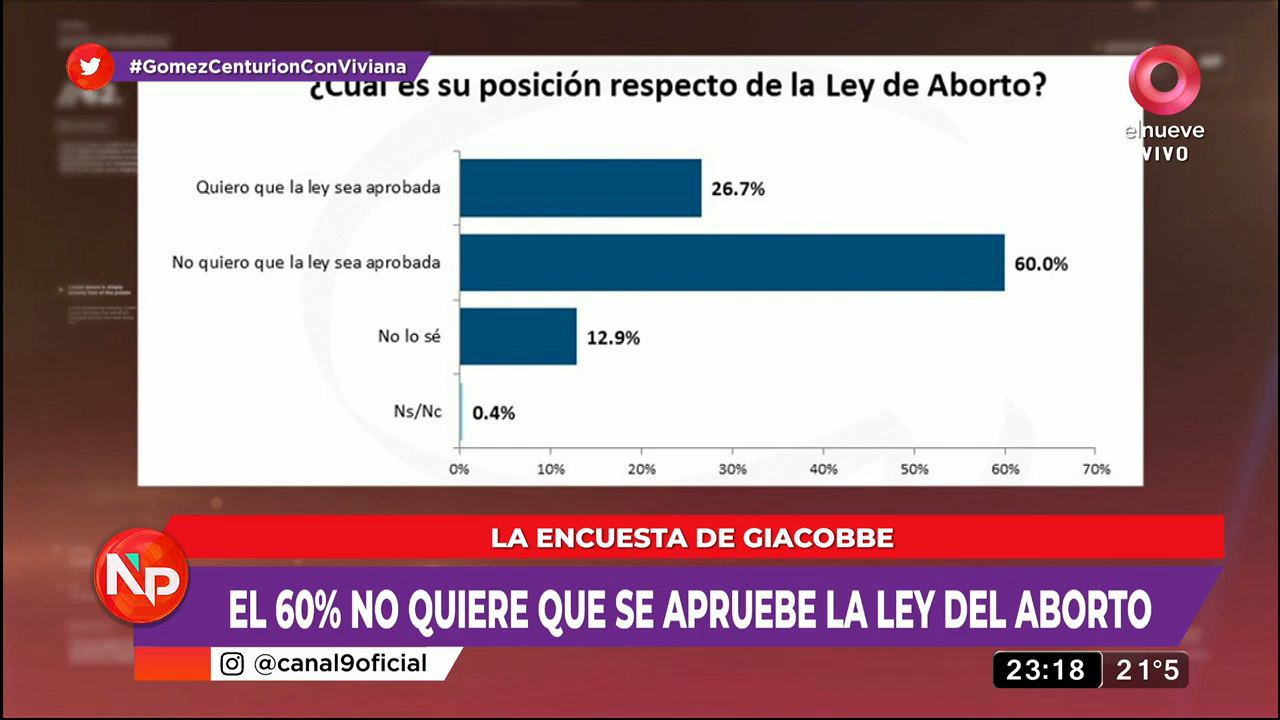 #GomezCenturionConViviana
¿Cuál es su posición respecto de la Ley de Aborto?
elnueve
VIVO
Quiero que la ley sea aprobada
26.7%
No quiero que la ley sea aprobada
60.0%
No lo sé
12.9%
Ns/Nc
0.4%
0% 10% 20% 30% 40% 50% 60% 70%
LA ENCUESTA DE GIACOBBE
NP
EL 60% NO QUIERE QUE SE APRUEBE LA LEY DEL ABORTO
@canal9oficial
23:18 21°5